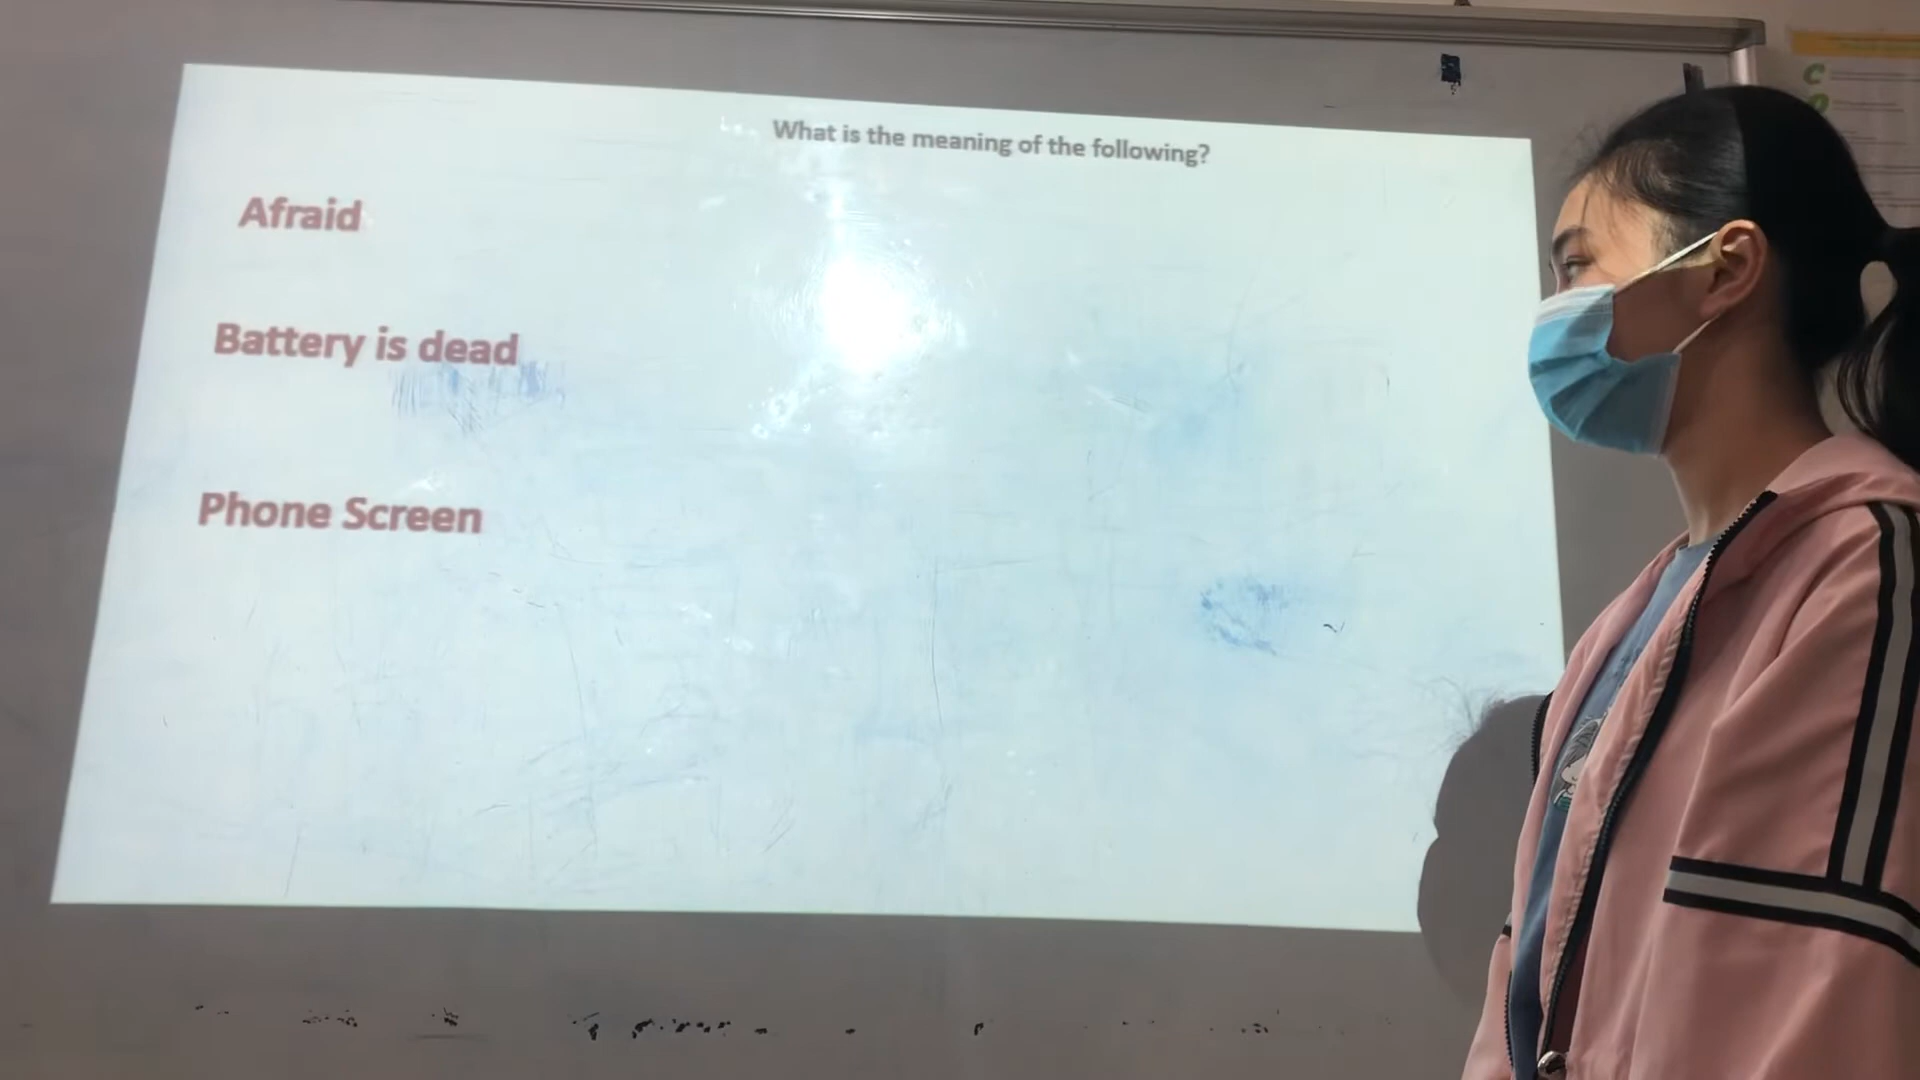 What is the meaning of the following?
Afraid
Battery is dead
Phone Screen
C